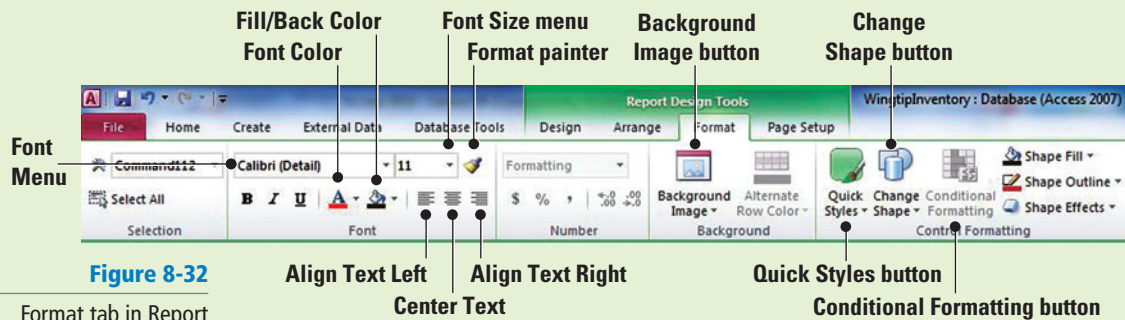 Fill/Back Color
Font Size menu
Background
Change
Font Color
Format painter
Image button
Shape button
Report Design Tools
WingtipInventory : Database (Access 2007)
File Home Create External Data Database Tools Design Arrange Format Page Setup
Font
Menu
Command112
Calibri (Detail)
11
Formatting
Select All
B I U A
$ % ,
Background
Image
Alternate
Row Color
Quick
Styles
Change
Shape
Conditional
Formatting
Shape Fill
Shape Outline
Shape Effects
Selection
Font
Number
Background
Control Formatting
Figure 8-32
Align Text Left
Align Text Right
Quick Styles button
Center Text
Conditional Formatting button
Format tab in Report